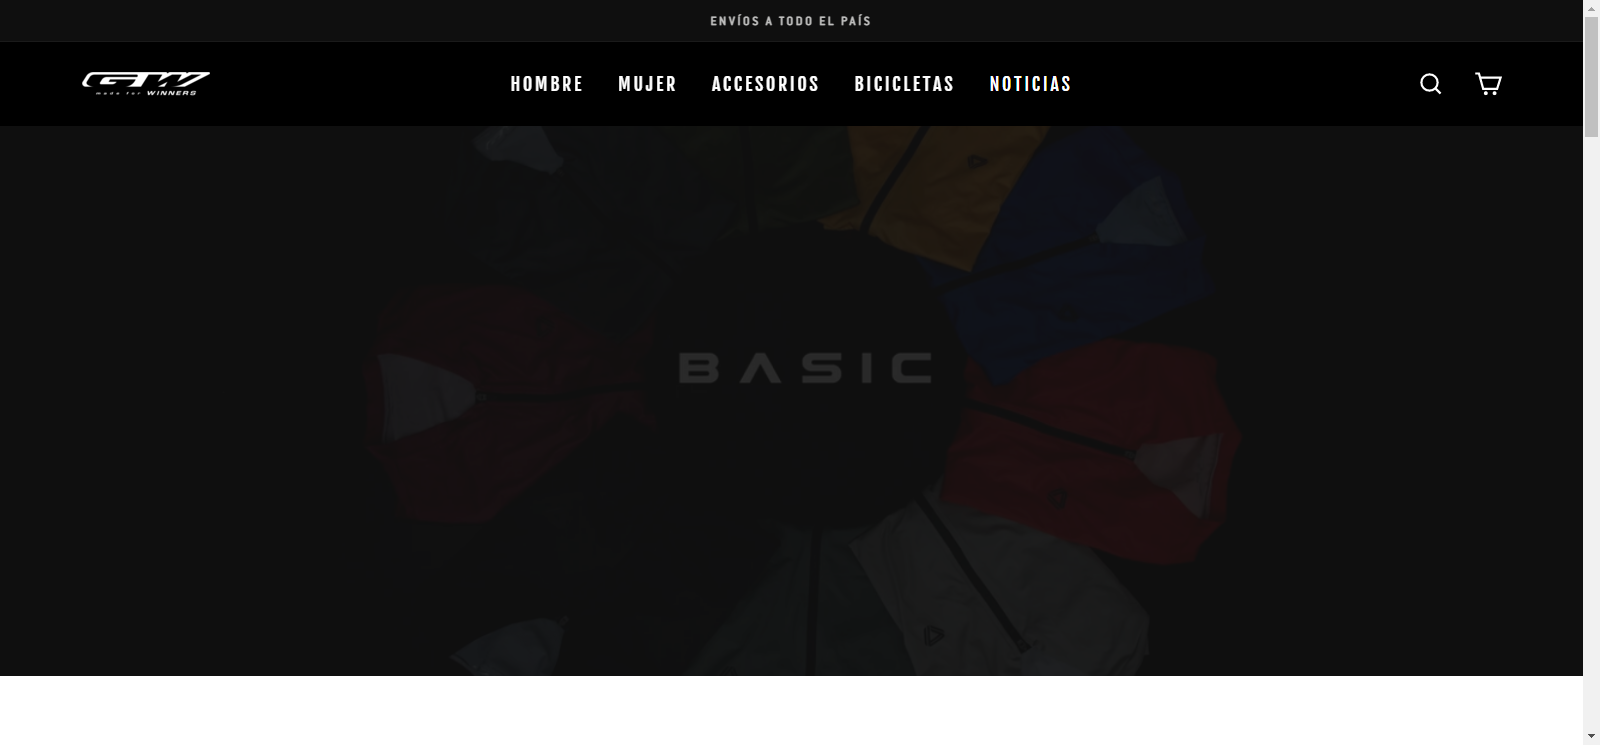 ENVÍOS A TODO EL PAÍS
GW
made for WINNERS
HOMBRE MUJER ACCESORIOS BICICLETAS NOTICIAS
BASIC